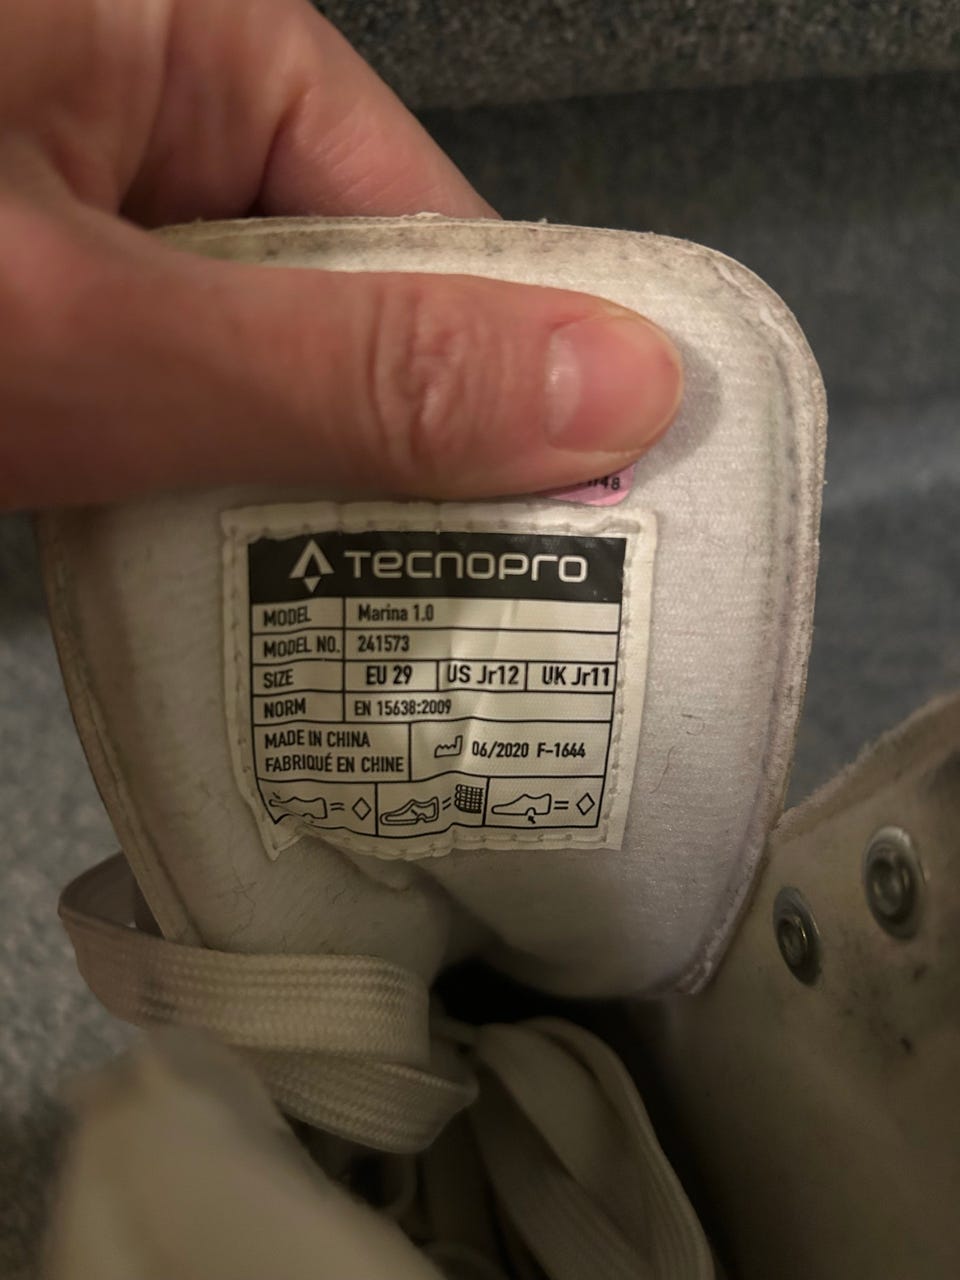 TECNOPRO
MODEL Marina 1.0
MODEL NO. 241573
SIZE EU 29 US Jr12 UK Jr11
NORM EN 15638:2009
MADE IN CHINA
FABRIQUÉ EN CHINE
06/2020 F-1644